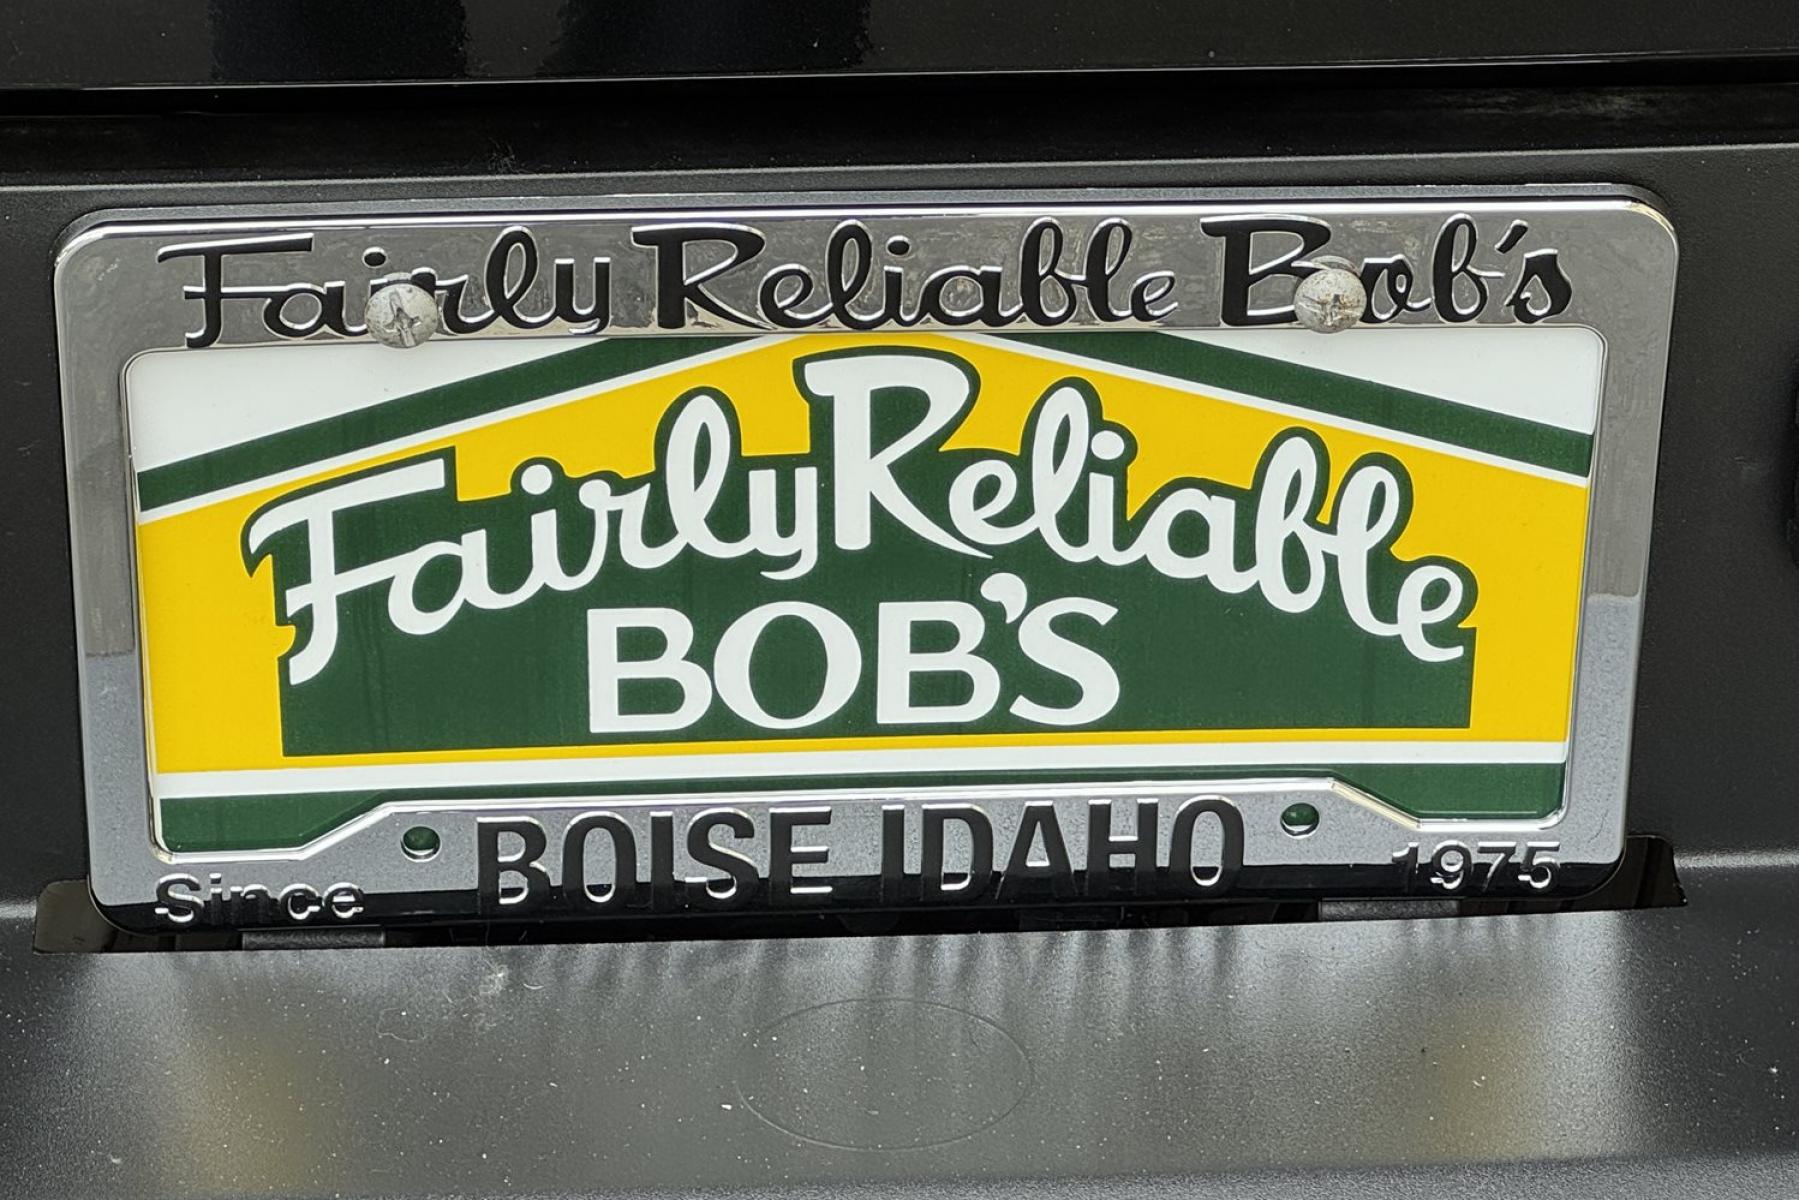 Fairly Reliable Bob's
Fairly Reliable
BOB'S
BOISE IDAHO
Since 1975